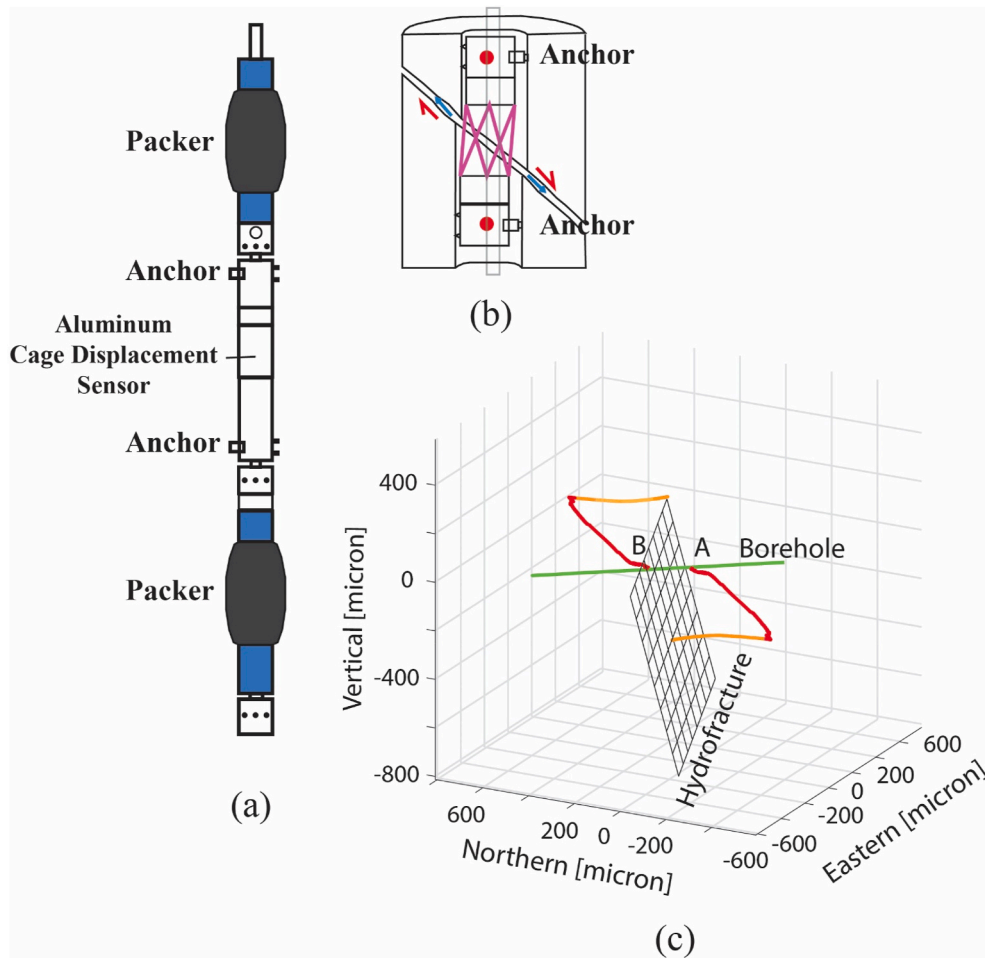 Packer
Anchor
Aluminum
Cage Displacement
Sensor
Anchor
Packer
(a)
Anchor
Anchor
(b)
400
0
-400
-800
Vertical [micron]
B
A
Borehole
Hydrofracture
600
200
0
-200
-600
Northern [micron]
600
200
0
-200
-600
Eastern [micron]
(c)